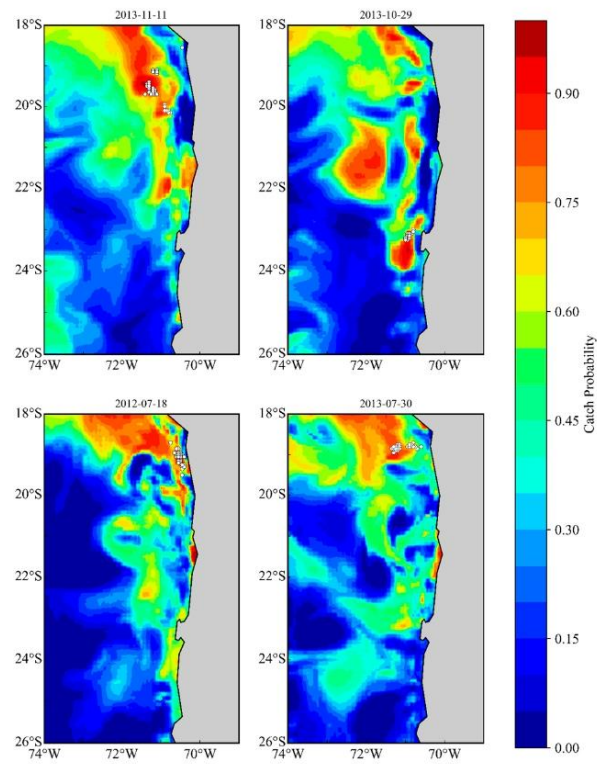 2013-11-11 2013-10-29
18°S 18°S
20°S 20°S
22°S 22°S
24°S 24°S
26°S 26°S
74°W 72°W 70°W 74°W 72°W 70°W
2012-07-18 2013-07-30
18°S 18°S
20°S 20°S
22°S 22°S
24°S 24°S
26°S 26°S
74°W 72°W 70°W 74°W 72°W 70°W
0.90
0.75
0.60
0.45
0.30
0.15
0.00
Catch Probability